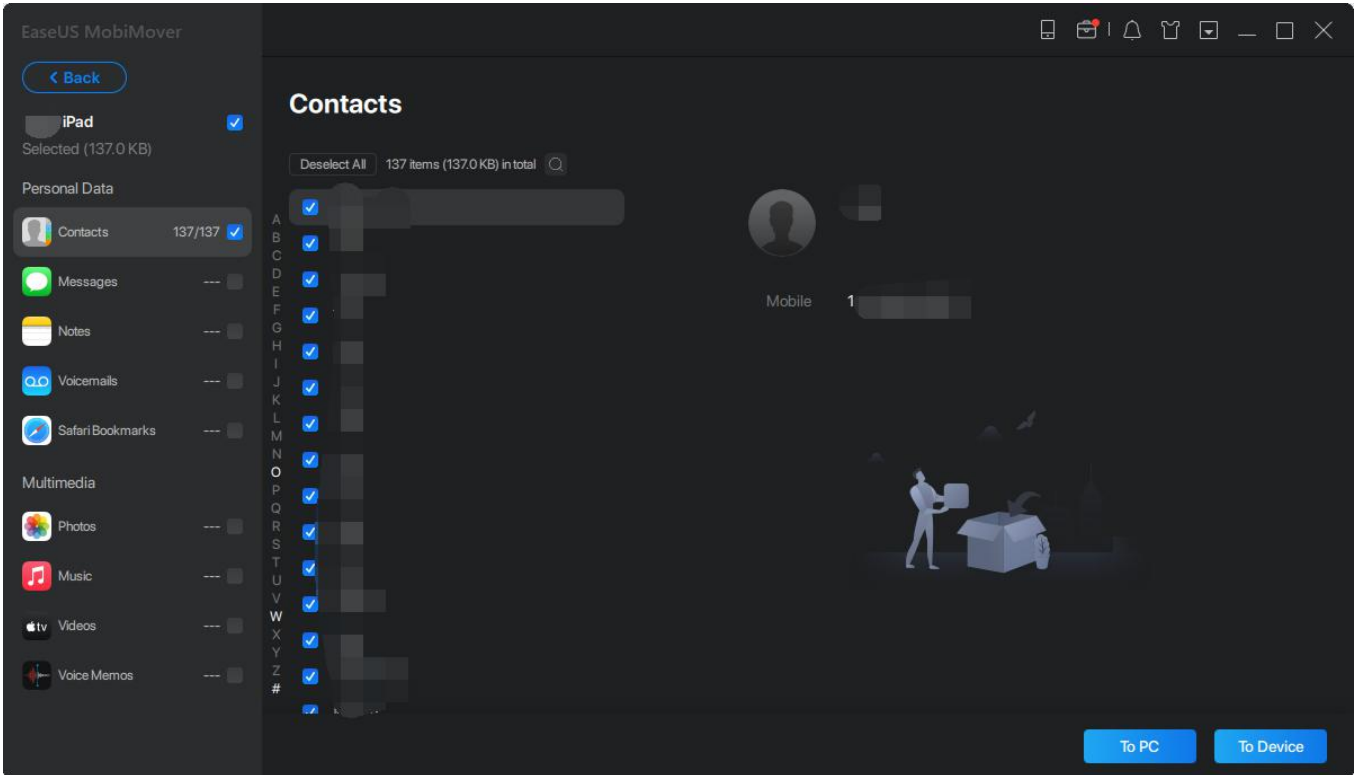 EaseUS MobiMover
Back
iPad
Selected (137.0 KB)
Personal Data
Contacts 137/137
Messages ---
Notes ---
Voicemails ---
Safari Bookmarks ---
Multimedia
Photos ---
Music ---
tv Videos ---
Voice Memos ---
Contacts
Deselect All 137 items (137.0 KB) in total
A
B
C
D
E
F
G
H
I
J
K
L
M
N
O
P
Q
R
S
T
U
V
W
X
Y
Z
#
Mobile 1
To PC To Device